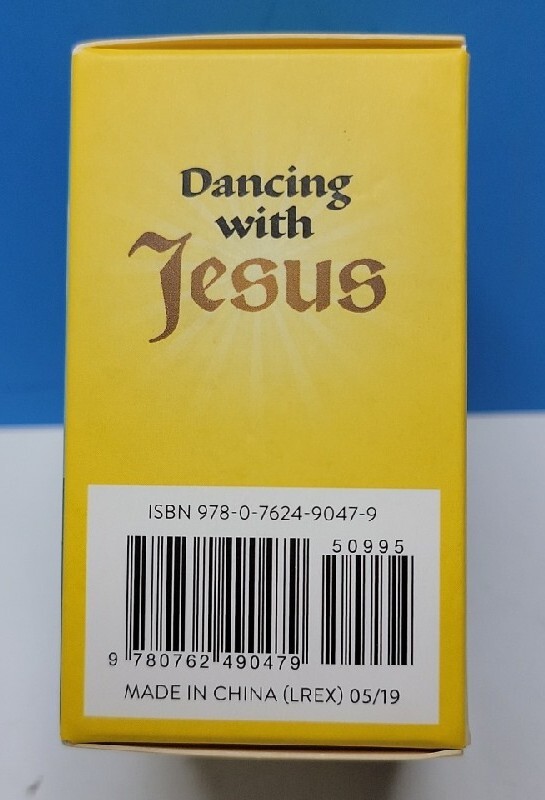 Dancing
with
Jesus
ISBN 978-0-7624-9047-9
50995
9 780762 490479
MADE IN CHINA (LREX) 05/19